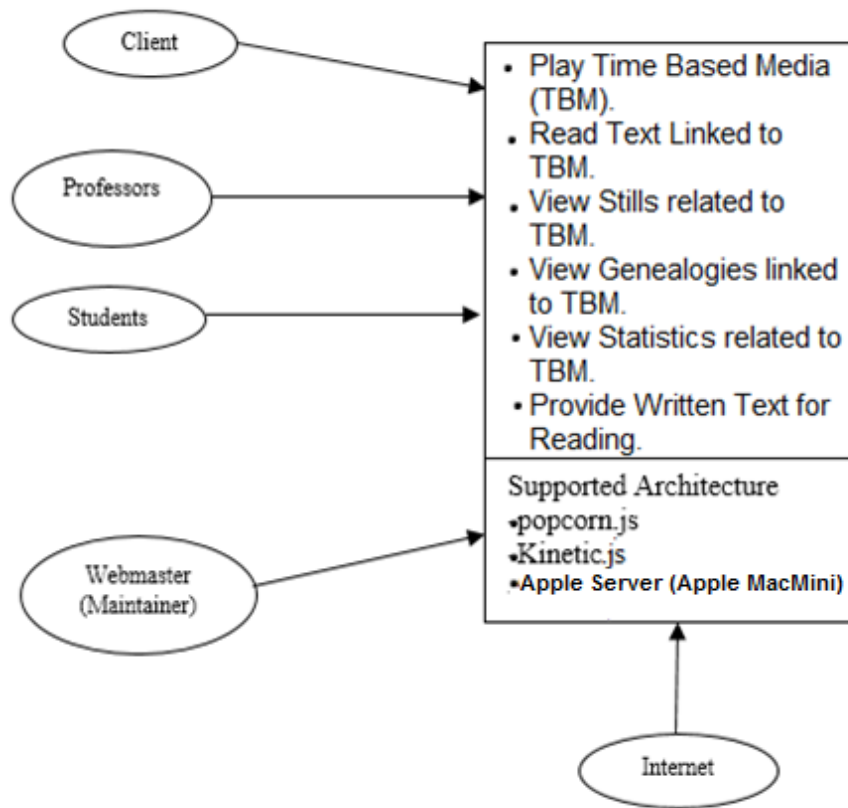 Client
• Play Time Based Media
(TBM).
• Read Text Linked to
TBM.
Professors
• View Stills related to
TBM.
• View Genealogies linked
to TBM.
Students
• View Statistics related to
TBM.
• Provide Written Text for
Reading.
Supported Architecture
•popcorn.js
•Kinetic.js
•Apple Server (Apple MacMini)
Webmaster
(Maintainer)
Internet